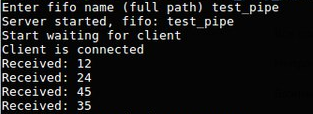 Enter fifo name (full path) test_pipe
Server started, fifo: test_pipe
Start waiting for client
Client is connected
Received: 12
Received: 24
Received: 45
Received: 35